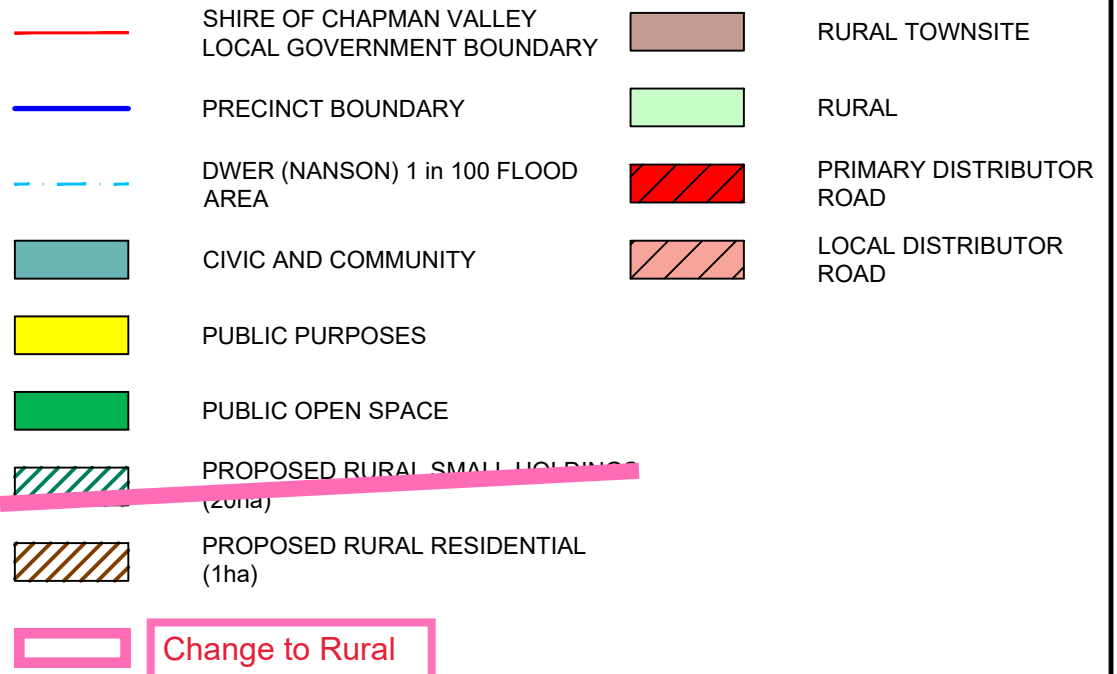 SHIRE OF CHAPMAN VALLEY
LOCAL GOVERNMENT BOUNDARY
PRECINCT BOUNDARY
DWER (NANSON) 1 in 100 FLOOD
AREA
CIVIC AND COMMUNITY
PUBLIC PURPOSES
PUBLIC OPEN SPACE
PROPOSED RURAL SMALL HOLDINGS
(20ha)
PROPOSED RURAL RESIDENTIAL
(1ha)
Change to Rural
RURAL TOWNSITE
RURAL
PRIMARY DISTRIBUTOR
ROAD
LOCAL DISTRIBUTOR
ROAD